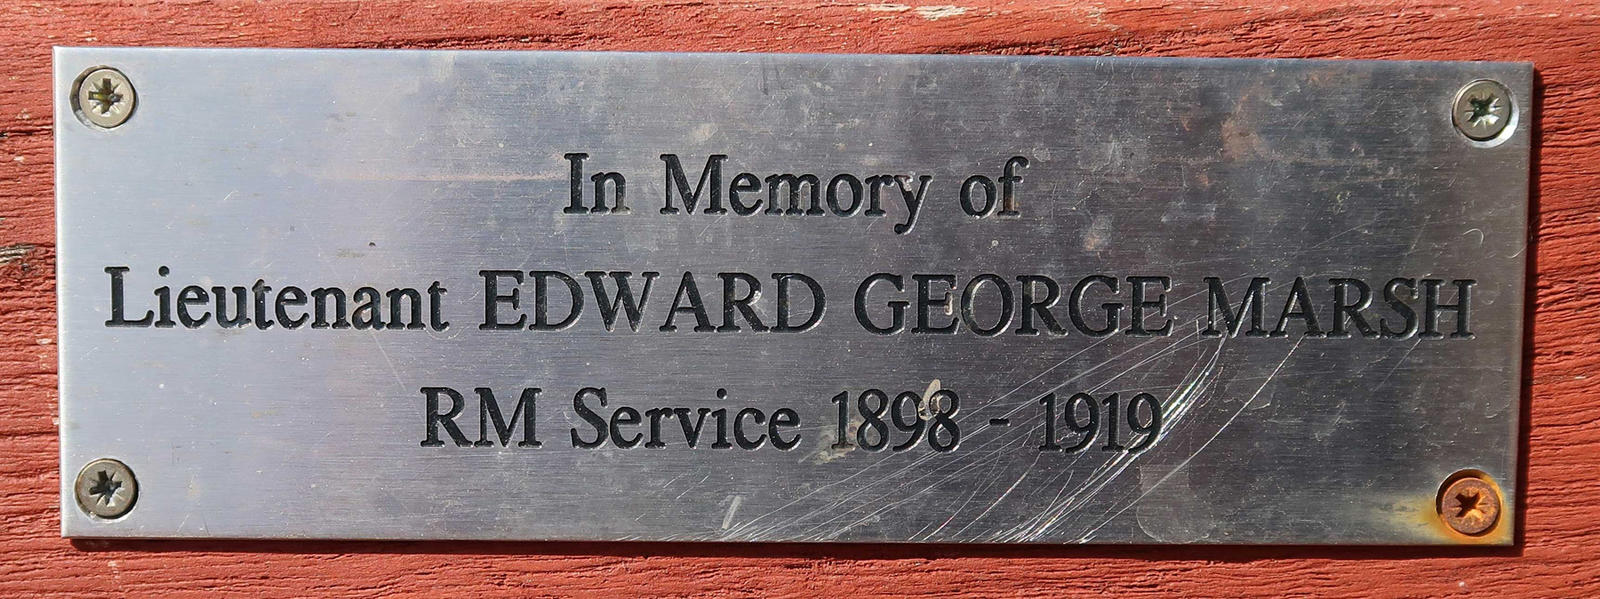 In Memory of
Lieutenant EDWARD GEORGE MARSH
RM Service 1898 - 1919